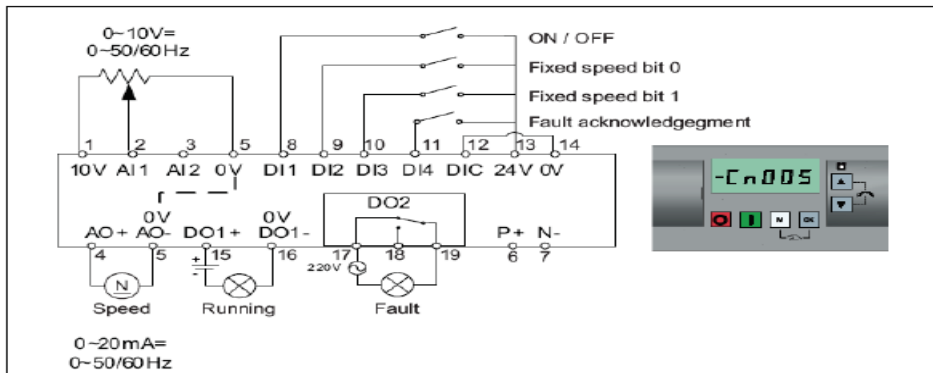 0~10V=
0~50/60Hz
ON / OFF
Fixed speed bit 0
Fixed speed bit 1
Fault acknowledgegment
1 2 3 5 8 9 10 11 12 13 14
10V AI1 AI2 0V DI1 DI2 DI3 DI4 DIC 24V 0V
-Cn005
0V 0V DO2
AO+ AO- DO1+ DO1- P+ N-
4 5 15 16 17 18 19 6 7
+
-
220V
N
N OK
Speed Running Fault
0~20mA=
0~50/60Hz